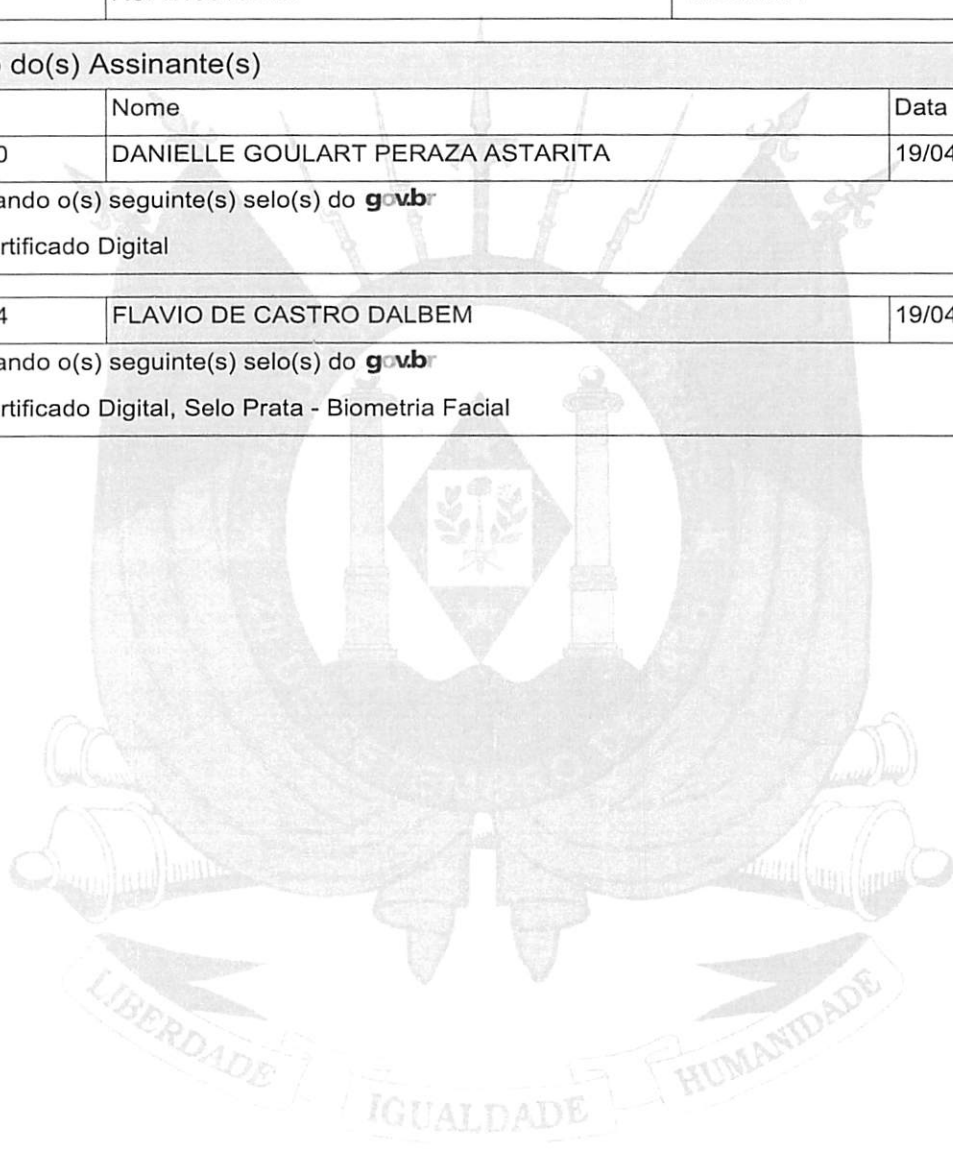 do(s) Assinante(s)
Nome Data
0 DANIELLE GOULART PERAZA ASTARITA 19/04
ando o(s) seguinte(s) selo(s) do gov.br
rtificado Digital
4 FLAVIO DE CASTRO DALBEM 19/04
ando o(s) seguinte(s) selo(s) do gov.br
rtificado Digital, Selo Prata - Biometria Facial
LIBERDADE IGUALDADE HUMANIDADE